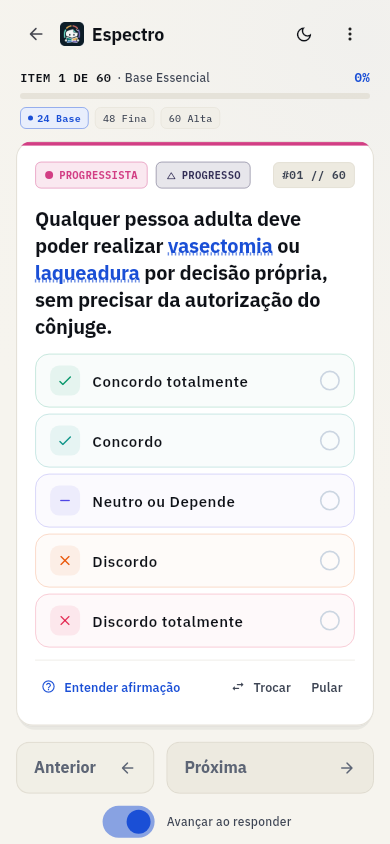 Espectro
ITEM 1 DE 60 · Base Essencial 0%
24 Base 48 Fina 60 Alta
PROGRESSISTA PROGRESSO #01 // 60
Qualquer pessoa adulta deve
poder realizar vasectomia ou
laqueadura por decisão própria,
sem precisar da autorização do
cônjuge.
Concordo totalmente
Concordo
Neutro ou Depende
Discordo
Discordo totalmente
Entender afirmação Trocar Pular
Anterior Próxima
Avançar ao responder